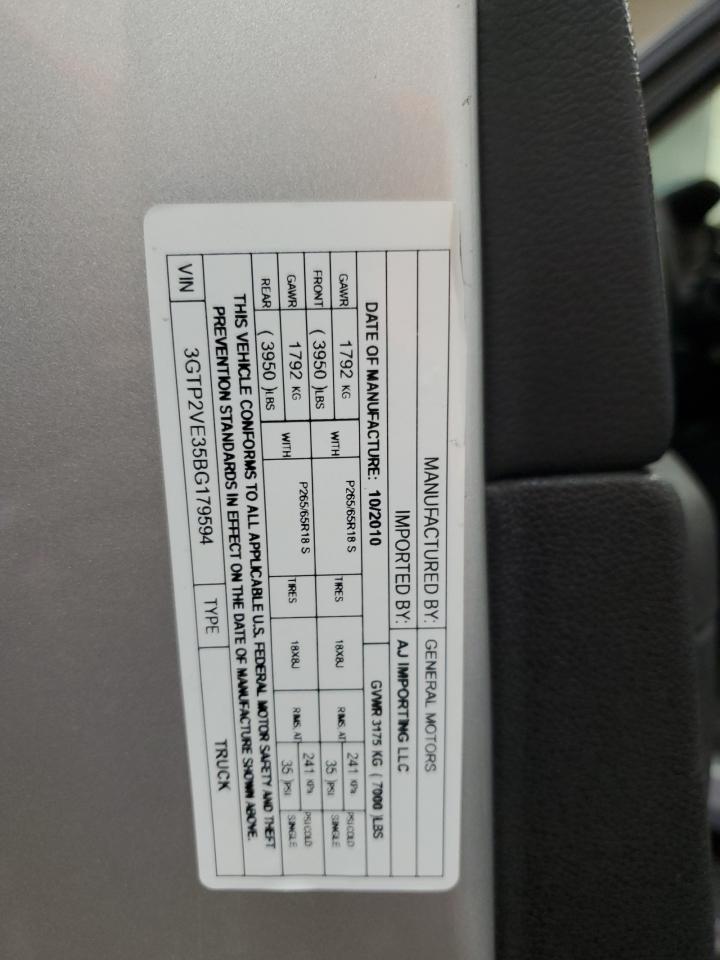 MANUFACTURED BY: GENERAL MOTORS
IMPORTED BY: AJ IMPORTING LLC
DATE OF MANUFACTURE: 10/2010 GVWR 3175 KG ( 7000 )LBS
GAWR 1792 KG WITH P265/65R18 S TIRES 18X8J RIMS, AT 241 KPa PSI COLD
FRONT ( 3950 )LBS 35 )PSI SINGLE
GAWR 1792 KG WITH P265/65R18 S TIRES 18X8J RIMS, AT 241 KPa PSI COLD
REAR ( 3950 )LBS 35 )PSI SINGLE
THIS VEHICLE CONFORMS TO ALL APPLICABLE U.S. FEDERAL MOTOR SAFETY AND THEFT
PREVENTION STANDARDS IN EFFECT ON THE DATE OF MANUFACTURE SHOWN ABOVE.
VIN 3GTP2VE35BG179594 TYPE TRUCK